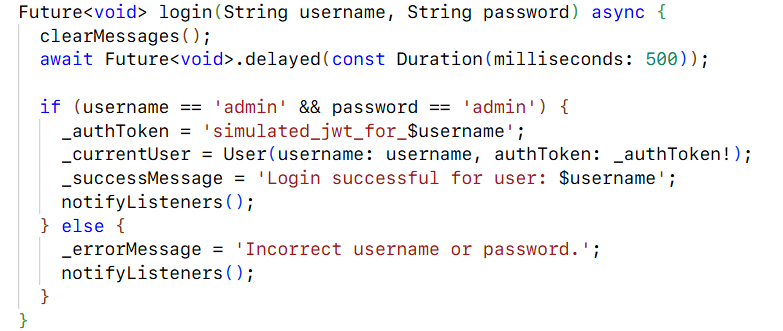 Future<void> login(String username, String password) async {
  clearMessages();
  await Future<void>.delayed(const Duration(milliseconds: 500));

  if (username == 'admin' && password == 'admin') {
    _authToken = 'simulated_jwt_for_$username';
    _currentUser = User(username: username, authToken: _authToken!);
    _successMessage = 'Login successful for user: $username';
    notifyListeners();
  } else {
    _errorMessage = 'Incorrect username or password.';
    notifyListeners();
  }
}